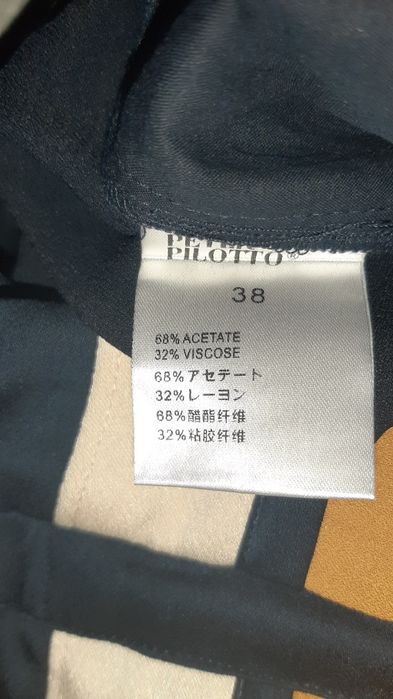 PETER
PILOTTO®
38
68% ACETATE
32% VISCOSE
68%アセテート
32%レーヨン
68%醋酯纤维
32%粘胶纤维